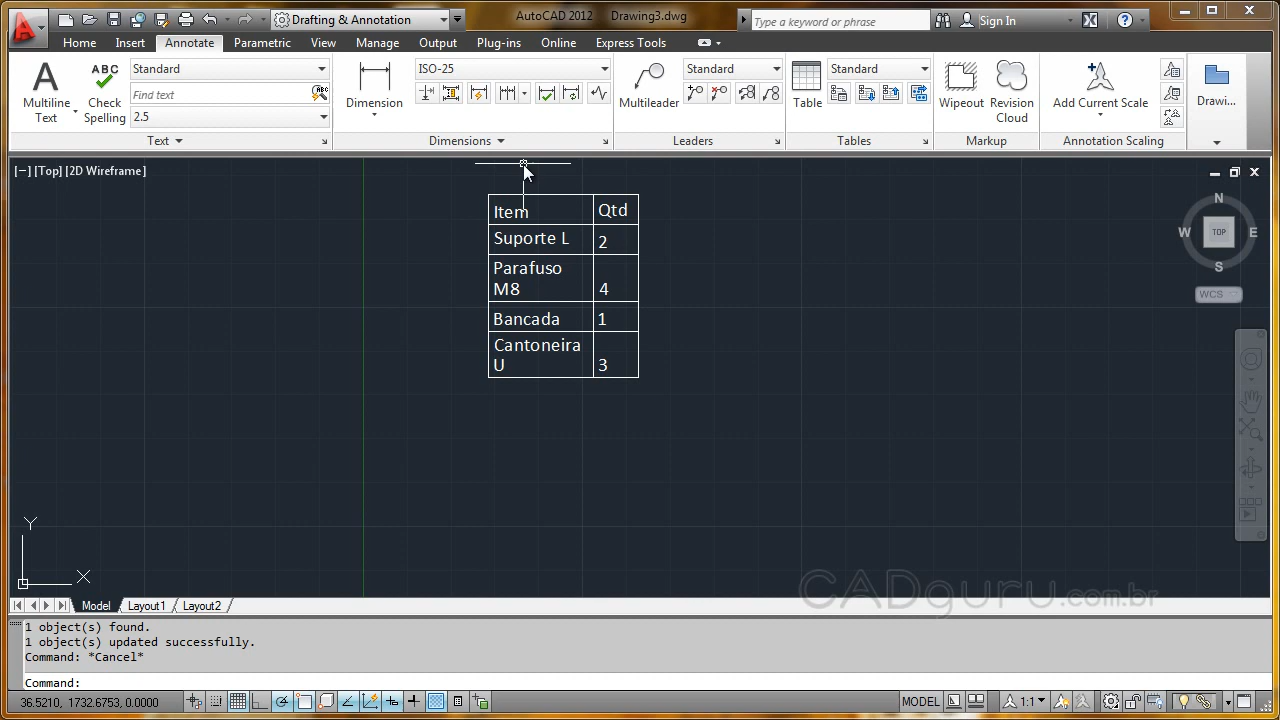 Drafting & Annotation
AutoCAD 2012 Drawing3.dwg
Type a keyword or phrase
Sign In
Home Insert Annotate Parametric View Manage Output Plug-ins Online Express Tools
Multiline Text
ABC Check Spelling
Standard
Find text
ABC
2.5
Text
Dimension
ISO-25
Dimensions
Multileader
Standard
Leaders
Table
Standard
Tables
Wipeout
Revision Cloud
Markup
Add Current Scale
Annotation Scaling
Drawi...
[−] [Top] [2D Wireframe]
N
W TOP E
S
WCS
Item Qtd
Suporte L 2
Parafuso M8 4
Bancada 1
Cantoneira U 3
Y
X
CADguru.com.br
Model Layout1 Layout2
1 object(s) found.
1 object(s) updated successfully.
Command: *Cancel*
Command:
36.5210, 1732.6753, 0.0000
MODEL
1:1